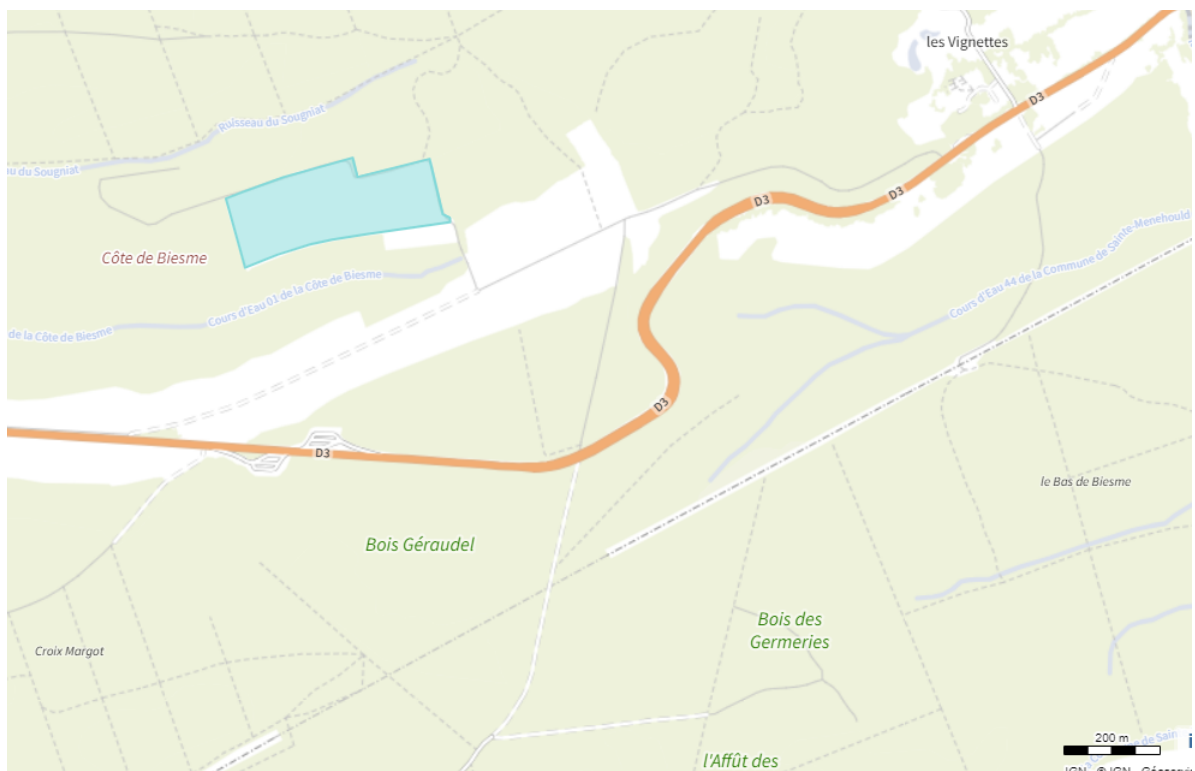 les Vignettes
D3
Ruisseau du Sougniat
au du Sougniat
D3
D3
Côte de Biesme
Cours d'Eau 01 de la Côte de Biesme
de la Côte de Biesme
Cours d'Eau 44 de la Commune de Sainte-Menehould
D3
D3
le Bas de Biesme
Bois Géraudel
Bois des
Germeries
Croix Margot
200 m
l'Affût des